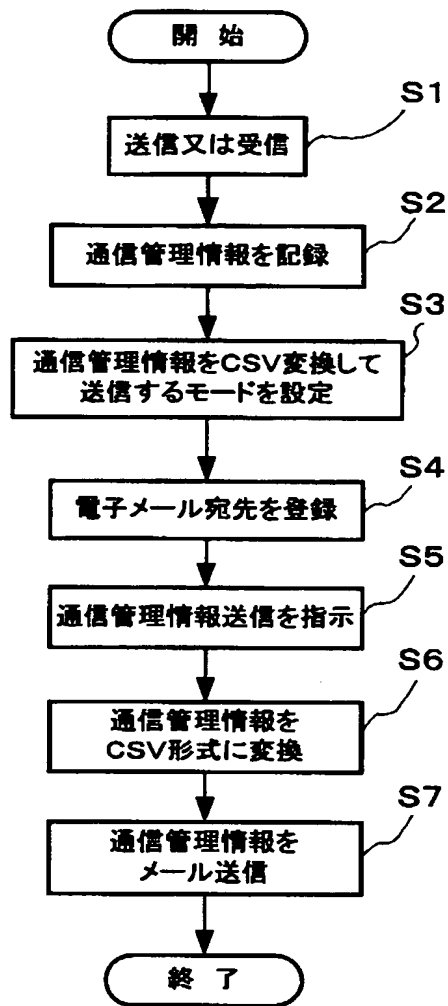 開 始
S1
送信又は受信
S2
通信管理情報を記録
S3
通信管理情報をCSV変換して
送信するモードを設定
S4
電子メール宛先を登録
S5
通信管理情報送信を指示
S6
通信管理情報を
CSV形式に変換
S7
通信管理情報を
メール送信
終 了